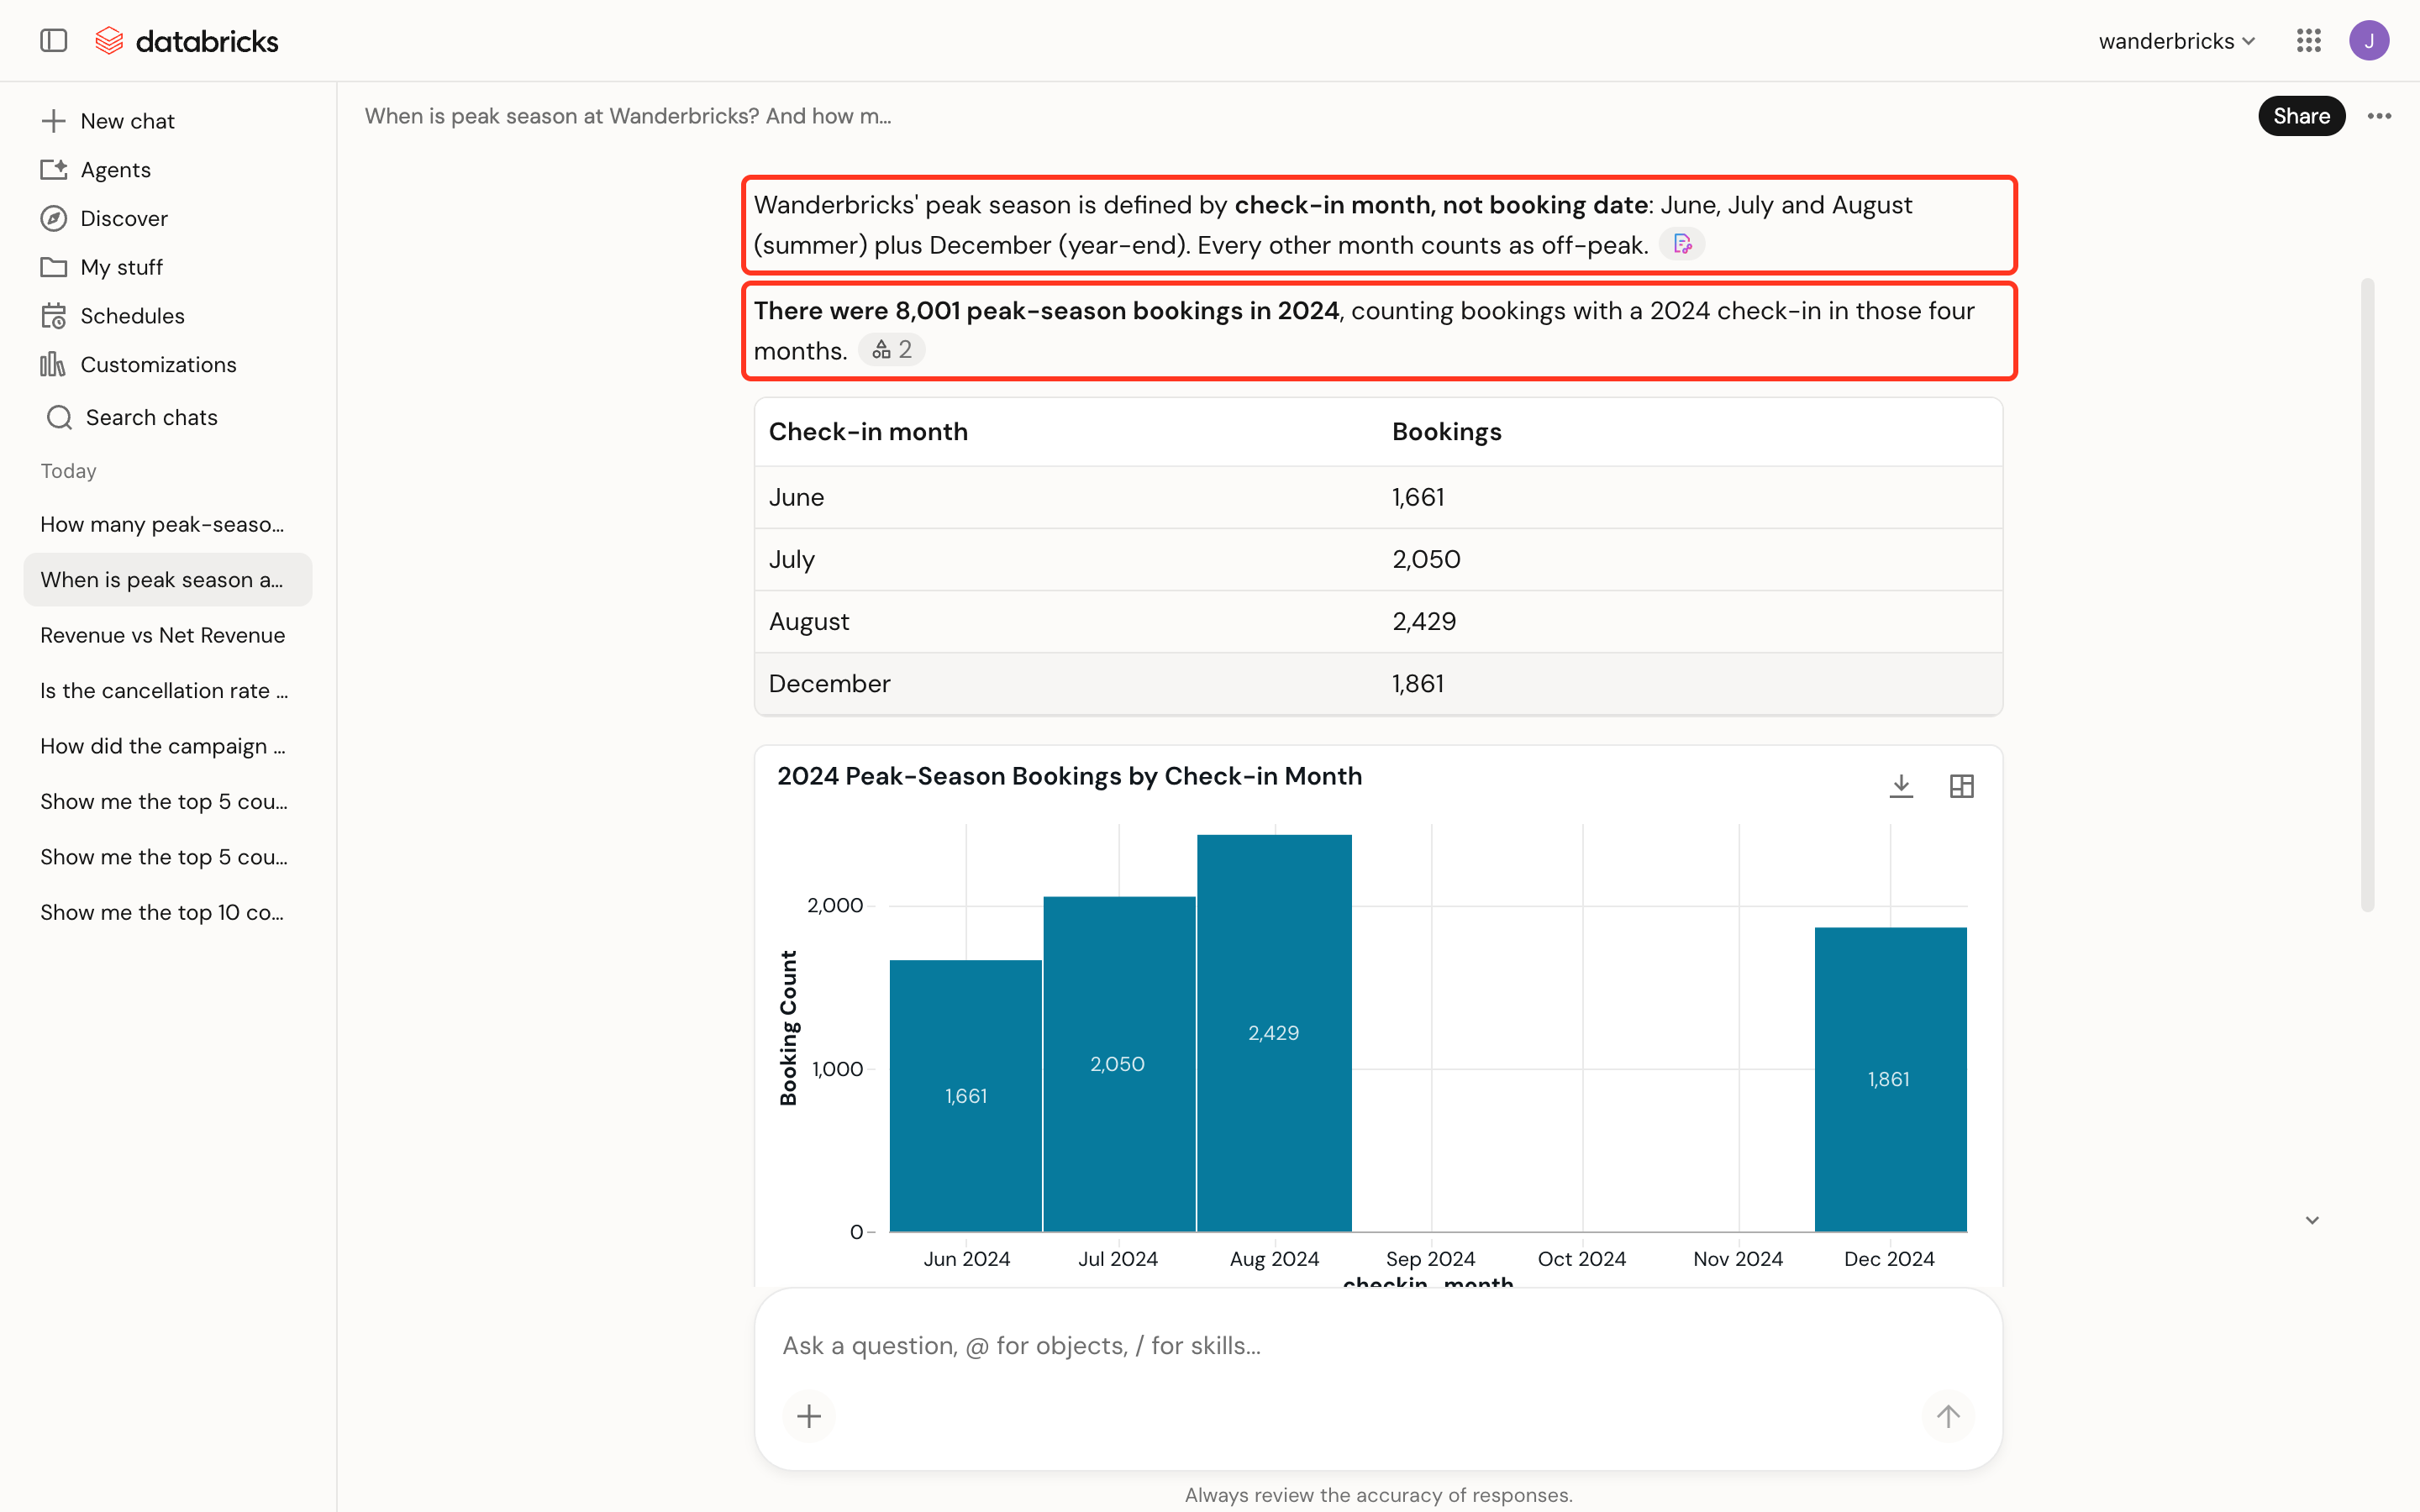 databricks
wanderbricks
J
New chat
Agents
Discover
My stuff
Schedules
Customizations
Search chats
Today
How many peak-seaso...
When is peak season a...
Revenue vs Net Revenue
Is the cancellation rate ...
How did the campaign ...
Show me the top 5 cou...
Show me the top 5 cou...
Show me the top 10 co...
When is peak season at Wanderbricks? And how m...
Share
Wanderbricks' peak season is defined by check-in month, not booking date: June, July and August
(summer) plus December (year-end). Every other month counts as off-peak.
There were 8,001 peak-season bookings in 2024, counting bookings with a 2024 check-in in those four
months. 2
Check-in month Bookings
June 1,661
July 2,050
August 2,429
December 1,861
2024 Peak-Season Bookings by Check-in Month
Booking Count
2,000
1,000
0
1,661
2,050
2,429
1,861
Jun 2024 Jul 2024 Aug 2024 Sep 2024 Oct 2024 Nov 2024 Dec 2024
checkin_month
Ask a question, @ for objects, / for skills...
Always review the accuracy of responses.